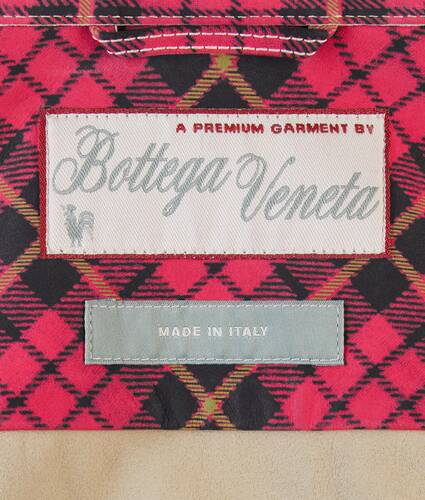 A PREMIUM GARMENT BY
Bottega Veneta
MADE IN ITALY